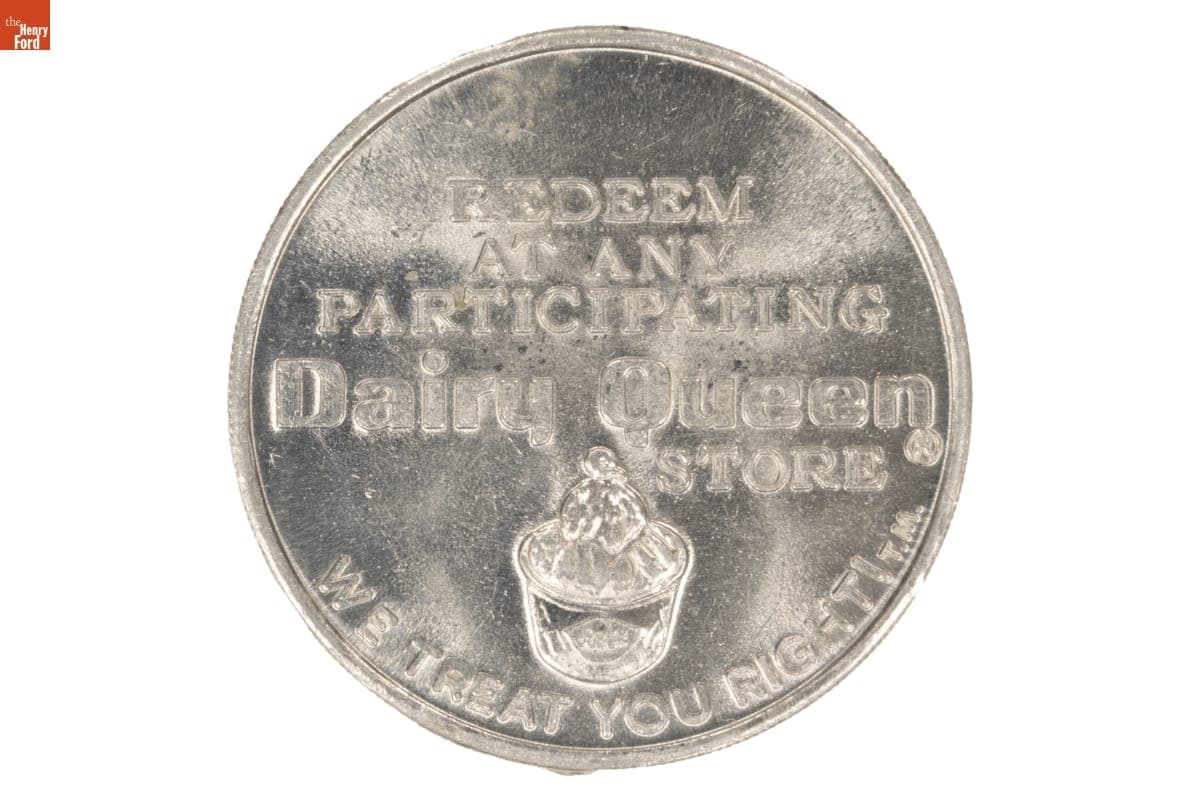 the
Henry
Ford
REDEEM
AT ANY
PARTICIPATING
Dairy Queen®
STORE
WE TREAT YOU RIGHT! T.M.